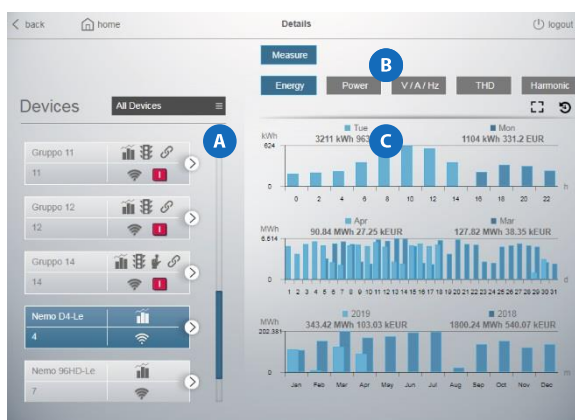 back home Details logout
Measure
B
Energy Power V/A/Hz THD Harmonic
Devices All Devices
A
C
Gruppo 11
11 I
Gruppo 12
12 I
Gruppo 14
14 I
Nemo D4-Le
4
Nemo 96HD-Le
7
Tue Mon
kWh 3211 kWh 963 1104 kWh 331.2 EUR
624
0
0 2 4 6 8 10 12 14 16 18 20 22 h
Apr Mar
MWh 90.84 MWh 27.25 kEUR 127.82 MWh 38.35 kEUR
6.514
0
1 2 3 4 5 6 7 8 9 10 11 12 13 14 15 16 17 18 19 20 21 22 23 24 25 26 27 28 29 30 31 d
2019 2018
MWh 343.42 MWh 103.03 kEUR 1800.24 MWh 540.07 kEUR
202.381
0
Jan Feb Mar Apr May Jun Jul Aug Sep Oct Nov Dec m